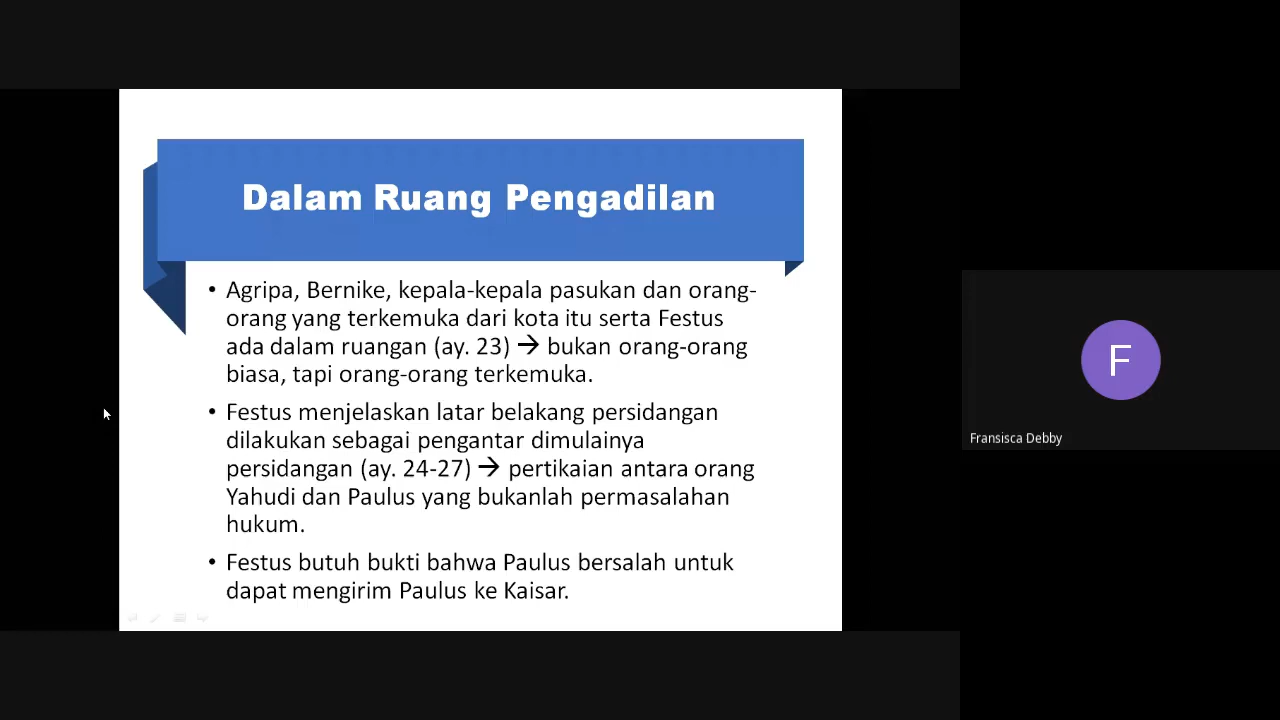 Dalam Ruang Pengadilan
• Agripa, Bernike, kepala-kepala pasukan dan orang-
orang yang terkemuka dari kota itu serta Festus
ada dalam ruangan (ay. 23) → bukan orang-orang
biasa, tapi orang-orang terkemuka.
• Festus menjelaskan latar belakang persidangan
dilakukan sebagai pengantar dimulainya
persidangan (ay. 24-27) → pertikaian antara orang
Yahudi dan Paulus yang bukanlah permasalahan
hukum.
• Festus butuh bukti bahwa Paulus bersalah untuk
dapat mengirim Paulus ke Kaisar.
F
Fransisca Debby